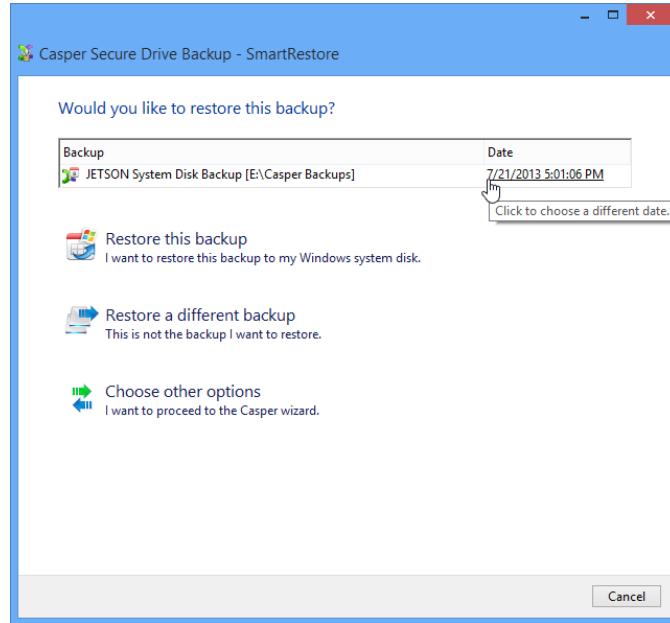 Casper Secure Drive Backup - SmartRestore
Would you like to restore this backup?
Backup Date
JETSON System Disk Backup [E:\Casper Backups] 7/21/2013 5:01:06 PM
Click to choose a different date.
Restore this backup
I want to restore this backup to my Windows system disk.
Restore a different backup
This is not the backup I want to restore.
Choose other options
I want to proceed to the Casper wizard.
Cancel